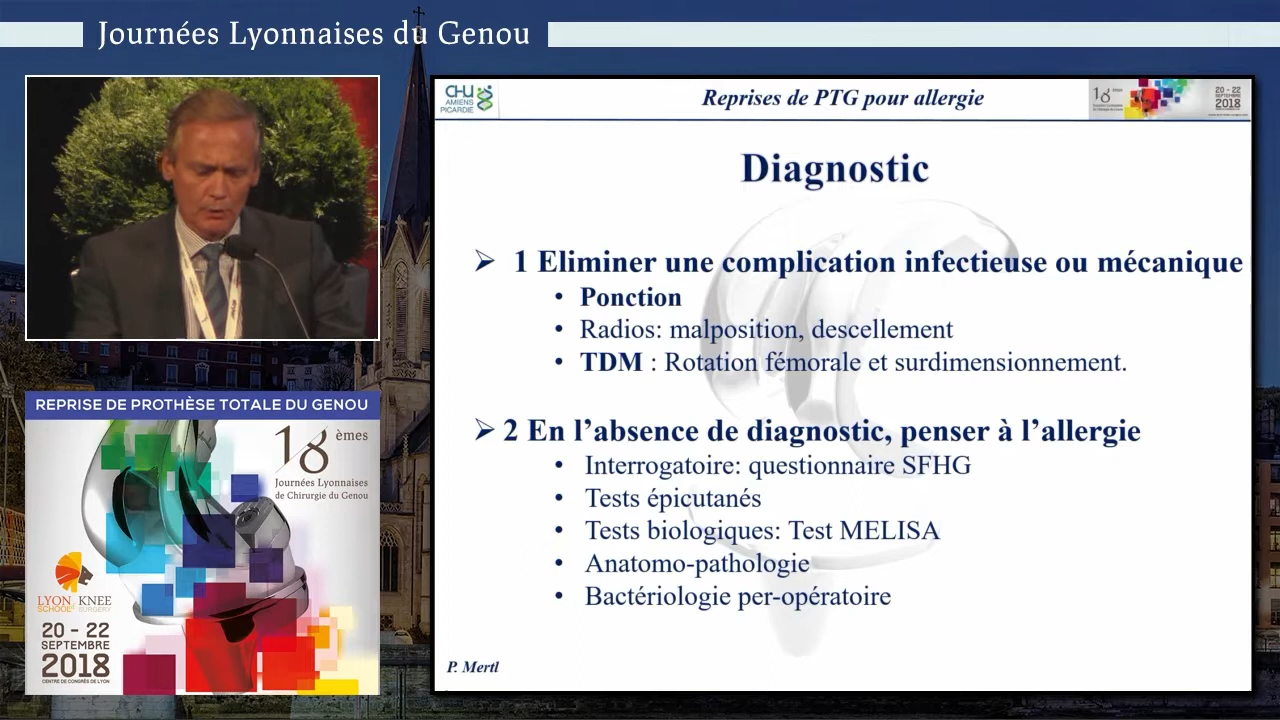 Journées Lyonnaises du Genou
CHU
AMIENS
PICARDIE
Reprises de PTG pour allergie
18 èmes
20 - 22
SEPTEMBRE
2018
Diagnostic
➢ 1 Eliminer une complication infectieuse ou mécanique
• Ponction
• Radios: malposition, descellement
• TDM : Rotation fémorale et surdimensionnement.
➢ 2 En l’absence de diagnostic, penser à l’allergie
• Interrogatoire: questionnaire SFHG
• Tests épicutanés
• Tests biologiques: Test MELISA
• Anatomo-pathologie
• Bactériologie per-opératoire
P. Mertl
REPRISE DE PROTHÈSE TOTALE DU GENOU
18 èmes
Journées Lyonnaises
de Chirurgie du Genou
LYON KNEE
SCHOOL OF SURGERY
20 - 22
SEPTEMBRE
2018
CENTRE DE CONGRÈS DE LYON